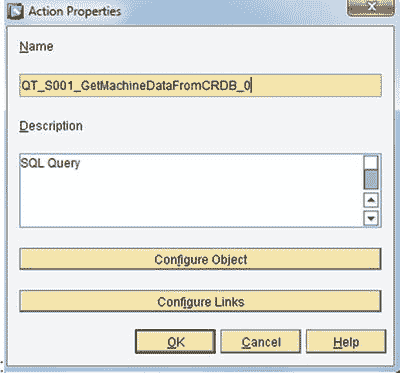 Action Properties
Name
QT_S001_GetMachineDataFromCRDB_0
Description
SQL Query
Configure Object
Configure Links
OK Cancel Help